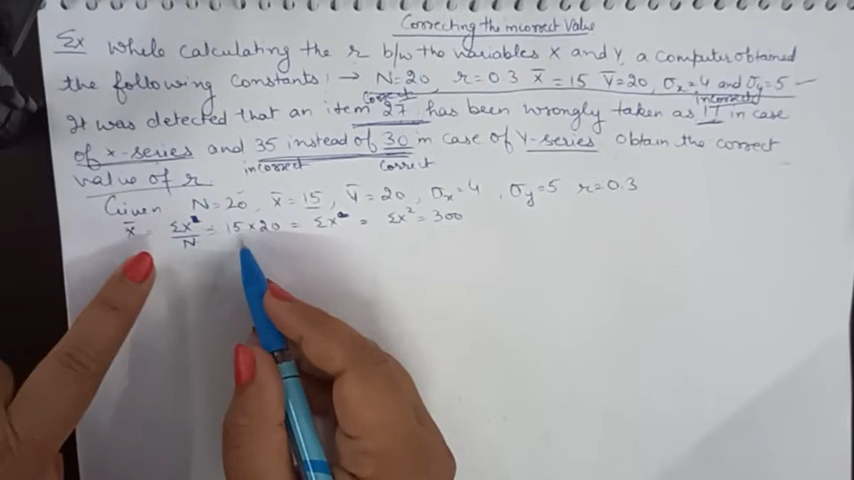 Correcting the incorrect value
Ex While calculating the r b/w the variables X and Y, a computer obtained
the following constants :→ N=20, r=0.3 x̄=15 Ȳ=20, σx=4 and σy=5 —
correct incorrect
It was detected that an item 27 has been wrongly taken as 17 in case
of x-series and 35 instead of 30 in case of Y-series obtain the correct
incorrect correct
value of r.
Given N=20, x̄=15, Ȳ=20, σx=4, σy=5 r=0.3
x̄ = Σx/N = 15×20 = Σx = Σx²=300